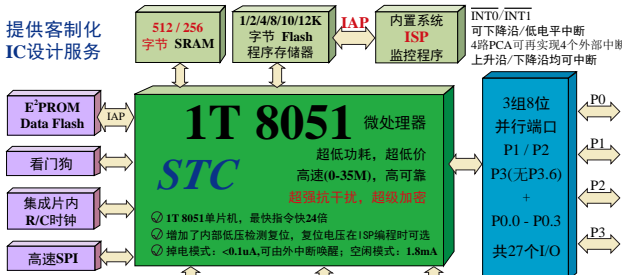 提供客制化
IC设计服务
512 / 256
字节 SRAM
1/2/4/8/10/12K
字节 Flash
程序存储器
IAP
内置系统
ISP
监控程序
INT0/INT1
可下降沿/低电平中断
4路PCA可再实现4个外部中断
上升沿/下降沿均可中断
E²PROM
Data Flash
IAP
看门狗
集成片内
R/C时钟
高速SPI
1T 8051 微处理器
STC
超低功耗，超低价
高速(0-35M)，高可靠
超强抗干扰，超级加密
1T 8051单片机，最快指令快24倍
增加了内部低压检测复位，复位电压在ISP编程时可选
掉电模式：<0.1uA,可由外中断唤醒；空闲模式：1.8mA
3组8位
并行端口
P1 / P2
P3(无P3.6)
+
P0.0 - P0.3
共27个I/O
P0
P1
P2
P3